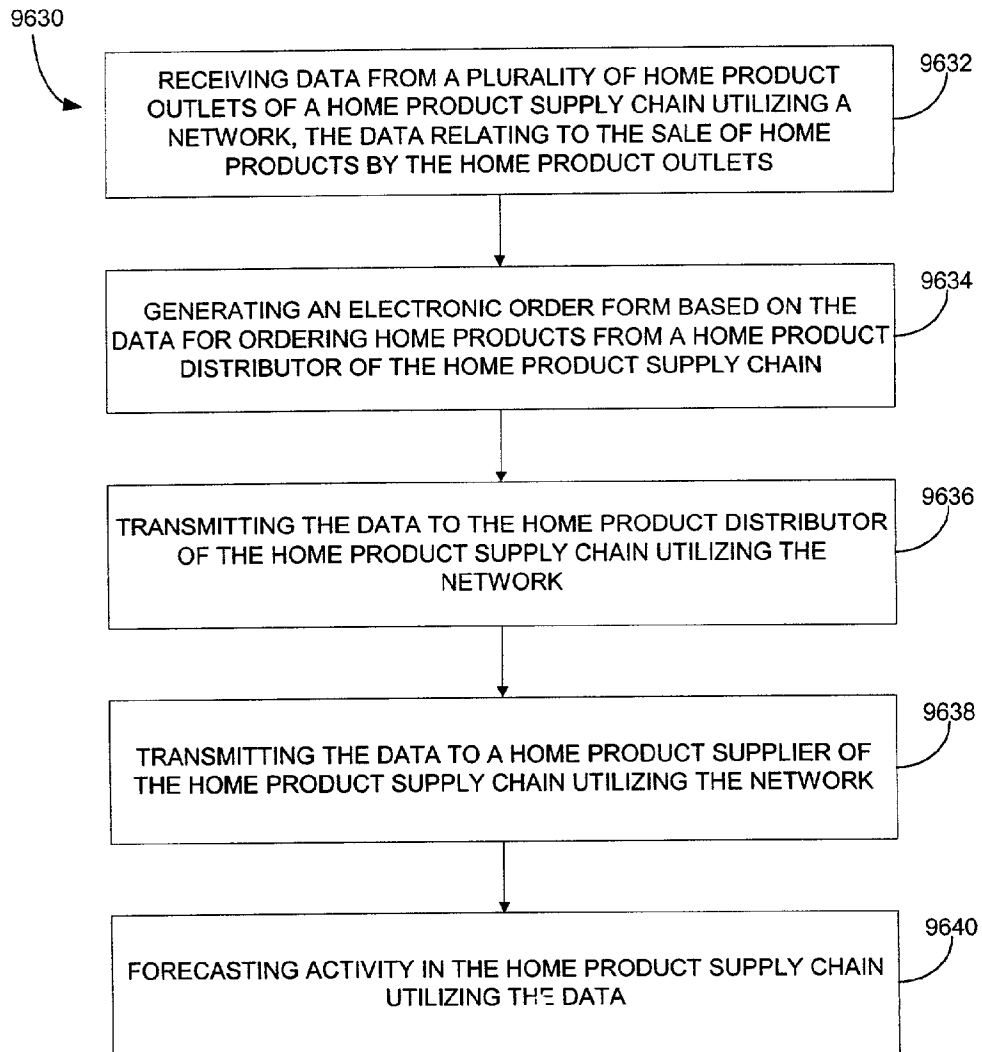 9630
RECEIVING DATA FROM A PLURALITY OF HOME PRODUCT
OUTLETS OF A HOME PRODUCT SUPPLY CHAIN UTILIZING A
NETWORK, THE DATA RELATING TO THE SALE OF HOME
PRODUCTS BY THE HOME PRODUCT OUTLETS
9632
GENERATING AN ELECTRONIC ORDER FORM BASED ON THE
DATA FOR ORDERING HOME PRODUCTS FROM A HOME PRODUCT
DISTRIBUTOR OF THE HOME PRODUCT SUPPLY CHAIN
9634
TRANSMITTING THE DATA TO THE HOME PRODUCT DISTRIBUTOR
OF THE HOME PRODUCT SUPPLY CHAIN UTILIZING THE
NETWORK
9636
TRANSMITTING THE DATA TO A HOME PRODUCT SUPPLIER OF
THE HOME PRODUCT SUPPLY CHAIN UTILIZING THE NETWORK
9638
FORECASTING ACTIVITY IN THE HOME PRODUCT SUPPLY CHAIN
UTILIZING THE DATA
9640